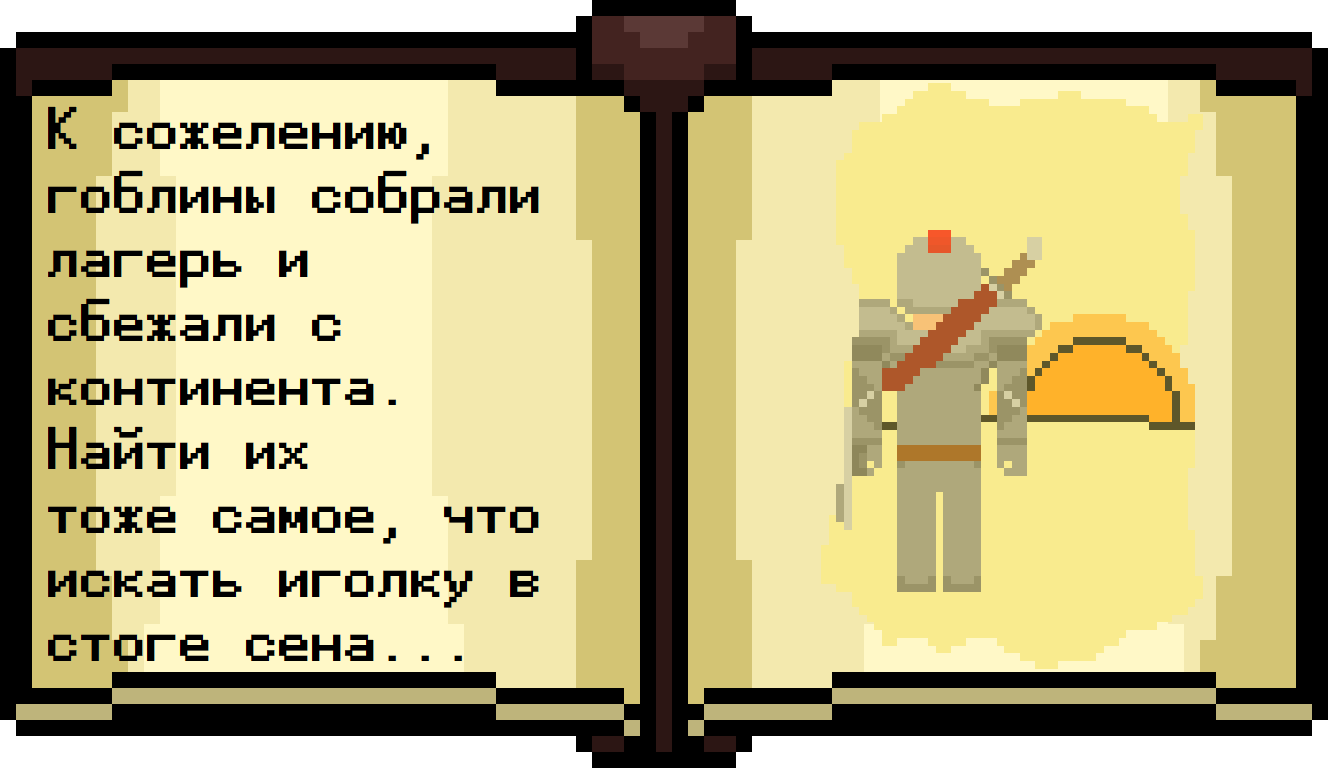 К сожелению,
гоблины собрали
лагерь и
сбежали с
континента.
Найти их
тоже самое, что
искать иголку в
стоге сена...